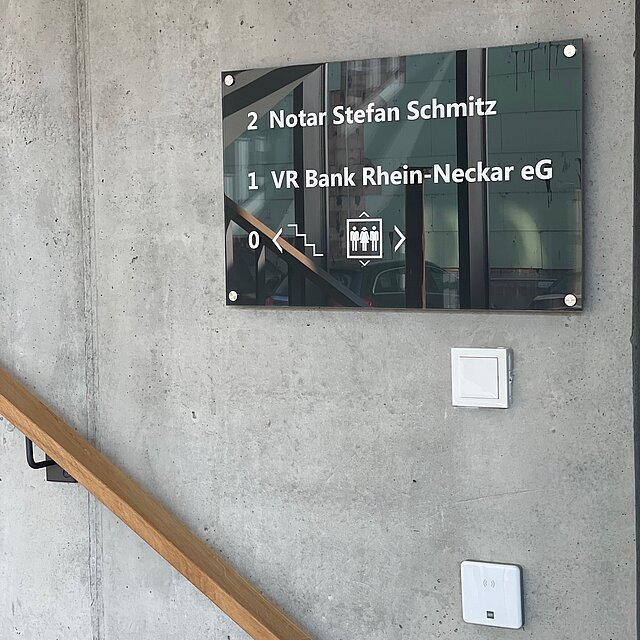 2 Notar Stefan Schmitz
1 VR Bank Rhein-Neckar eG
0